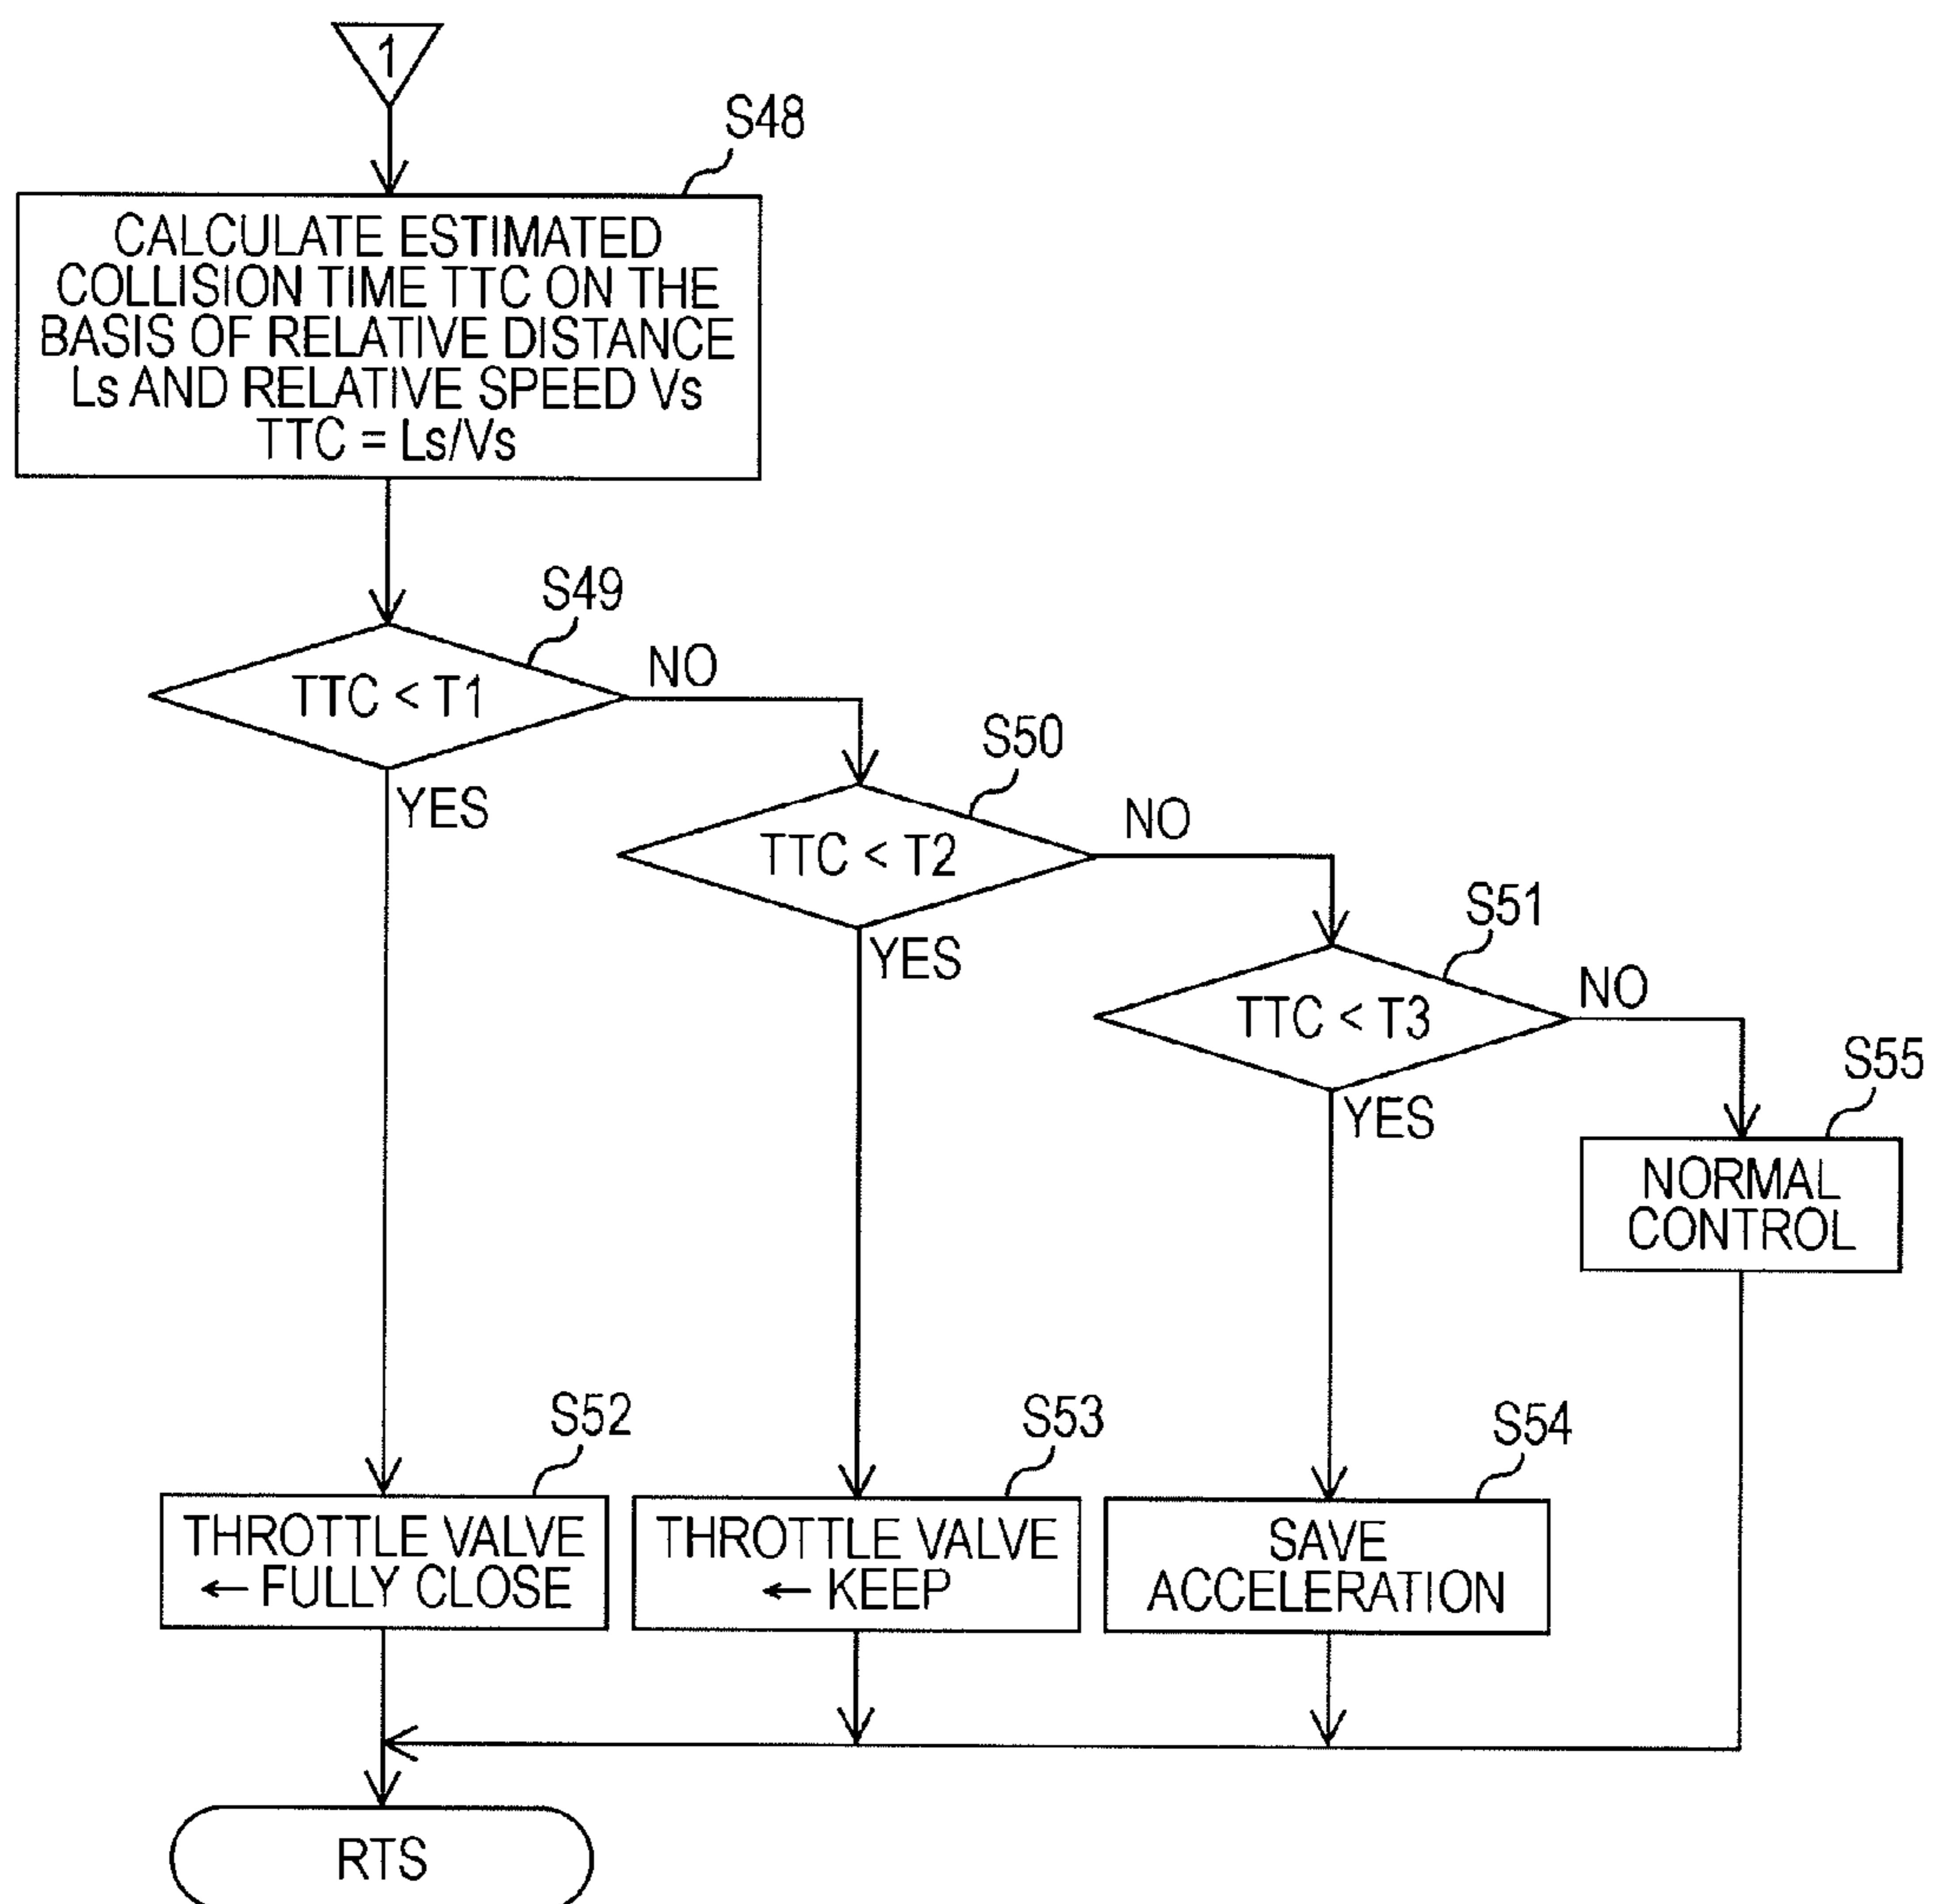 1
S48
CALCULATE ESTIMATED
COLLISION TIME TTC ON THE
BASIS OF RELATIVE DISTANCE
Ls AND RELATIVE SPEED Vs
TTC = Ls/Vs
S49
TTC < T1
NO
YES
S50
TTC < T2
NO
YES
S51
TTC < T3
NO
YES
S55
NORMAL
CONTROL
S52
THROTTLE VALVE
← FULLY CLOSE
S53
THROTTLE VALVE
← KEEP
S54
SAVE
ACCELERATION
RTS